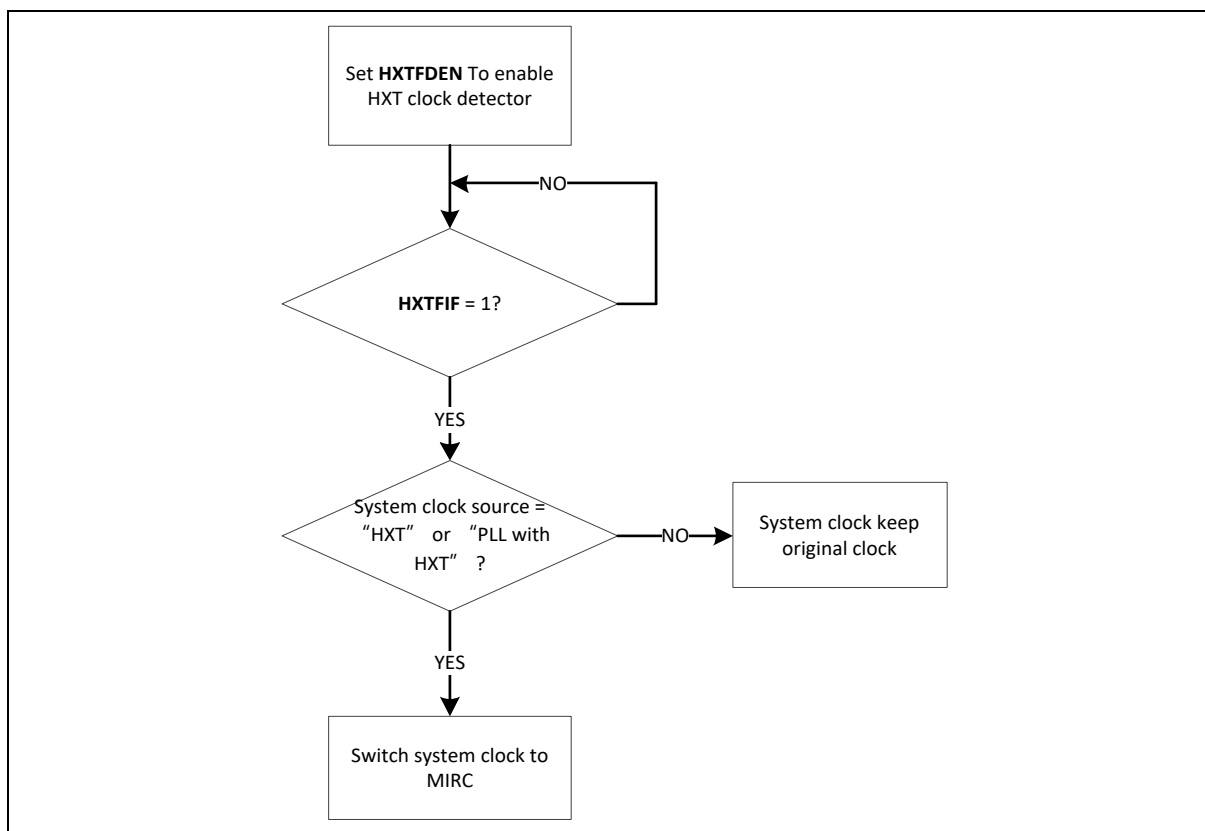 Set HXTFDEN To enable
HXT clock detector
NO
HXTFIF = 1?
YES
System clock source =
“HXT” or “PLL with
HXT” ?
NO
System clock keep
original clock
YES
Switch system clock to
MIRC